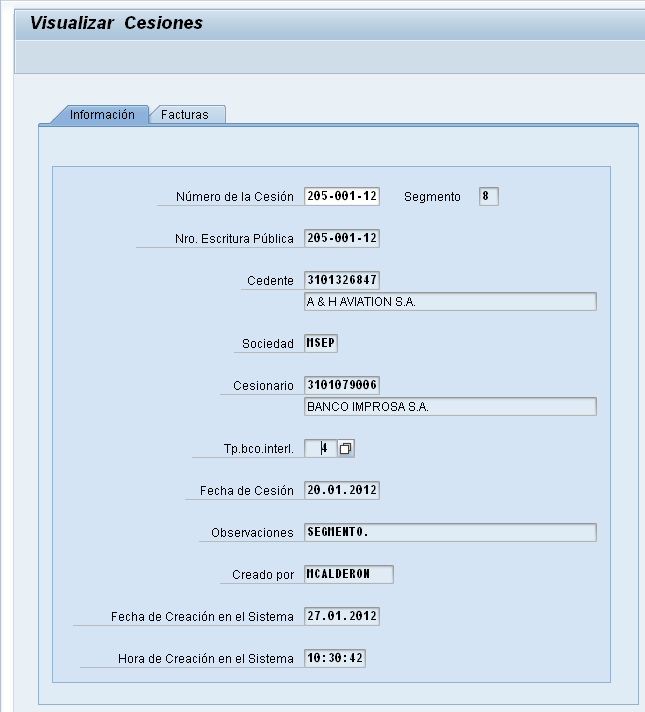 Visualizar Cesiones
Información Facturas
Número de la Cesión 205-001-12 Segmento 8
Nro. Escritura Pública 205-001-12
Cedente 3101326847
A & H AVIATION S.A.
Sociedad MSEP
Cesionario 3101079006
BANCO IMPROSA S.A.
Tp.bco.interl. 4
Fecha de Cesión 20.01.2012
Observaciones SEGMENTO.
Creado por MCALDERON
Fecha de Creación en el Sistema 27.01.2012
Hora de Creación en el Sistema 10:30:42